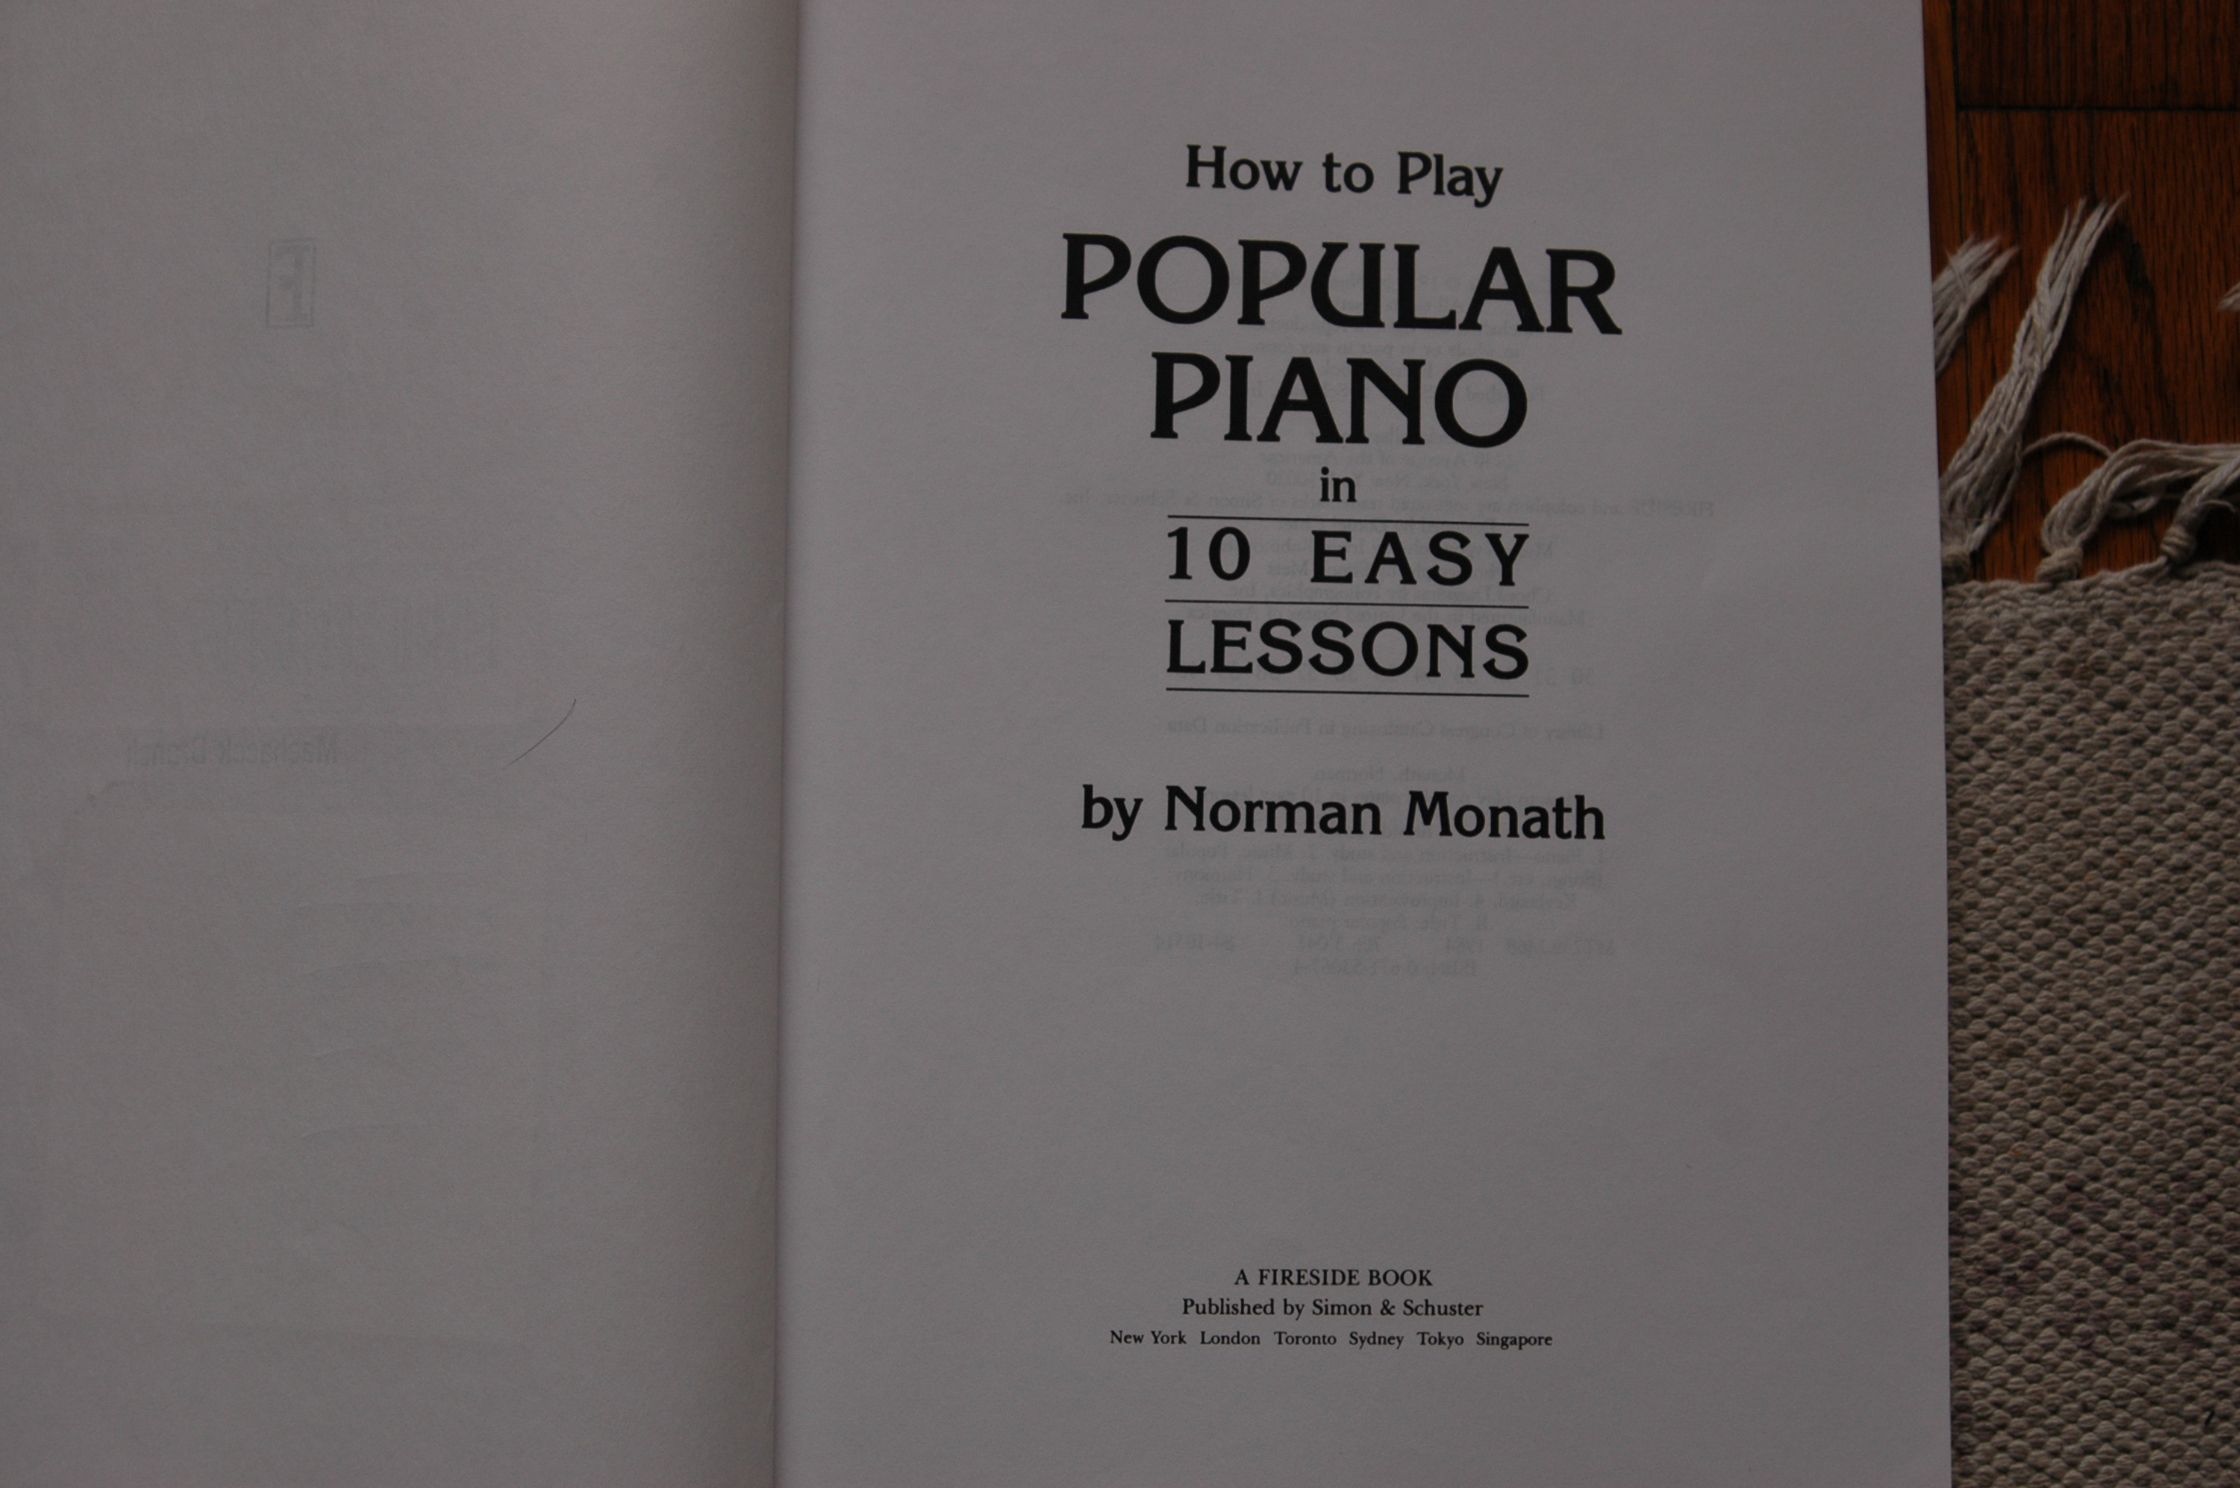 How to Play
POPULAR
PIANO
in
10 EASY
LESSONS
by Norman Monath
A FIRESIDE BOOK
Published by Simon & Schuster
New York London Toronto Sydney Tokyo Singapore